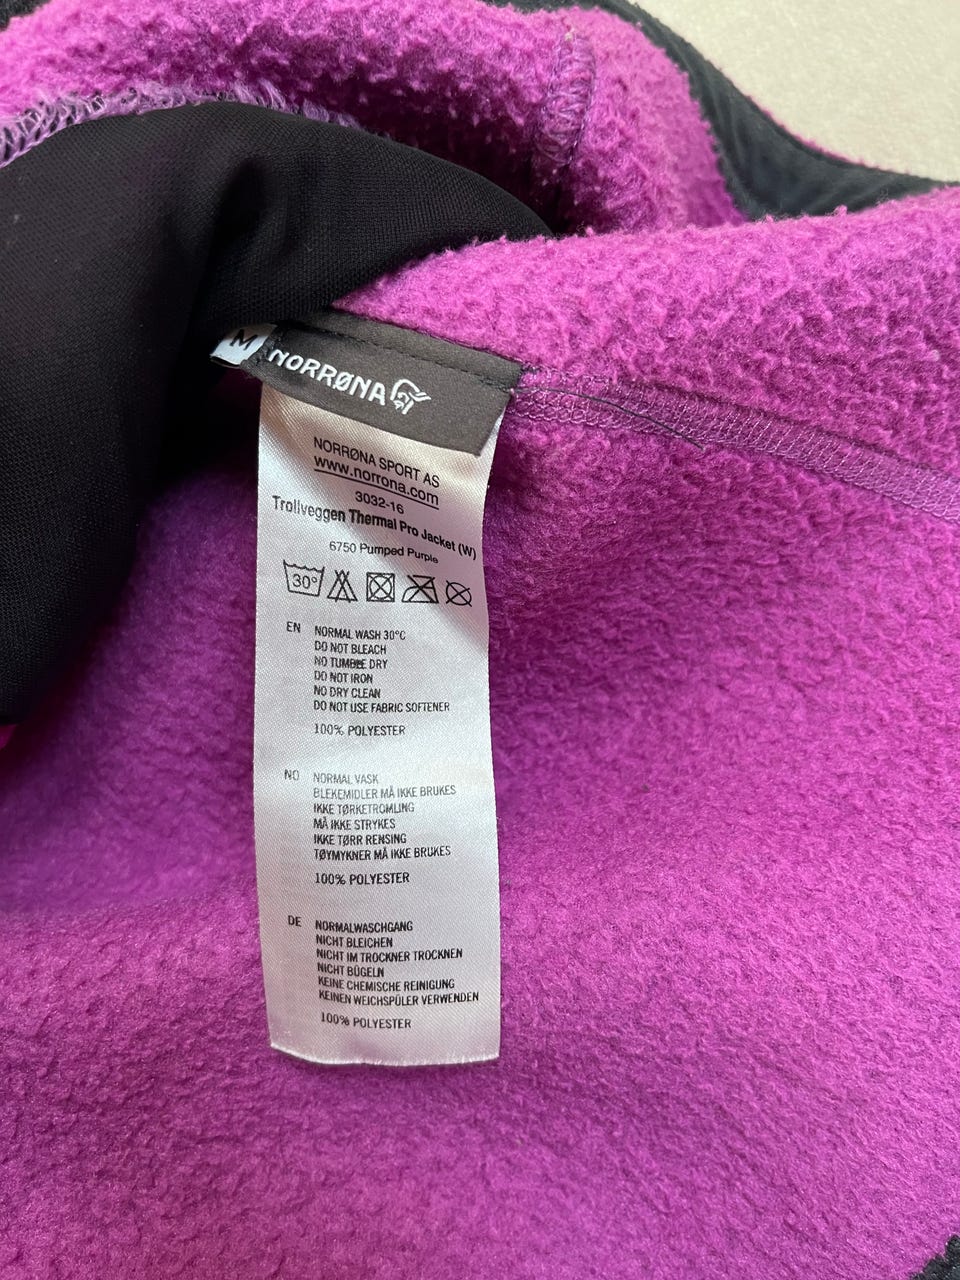 M
NORRØNA
NORRØNA SPORT AS
www.norrona.com
3032-16
Trollveggen Thermal Pro Jacket (W)
6750 Pumped Purple
30°
EN NORMAL WASH 30°C
DO NOT BLEACH
NO TUMBLE DRY
DO NOT IRON
NO DRY CLEAN
DO NOT USE FABRIC SOFTENER
100% POLYESTER
NO NORMAL VASK
BLEKEMIDLER MÅ IKKE BRUKES
IKKE TØRKETROMLING
MÅ IKKE STRYKES
IKKE TØRR RENSING
TØYMYKNER MÅ IKKE BRUKES
100% POLYESTER
DE NORMALWASCHGANG
NICHT BLEICHEN
NICHT IM TROCKNER TROCKNEN
NICHT BÜGELN
KEINE CHEMISCHE REINIGUNG
KEINEN WEICHSPÜLER VERWENDEN
100% POLYESTER